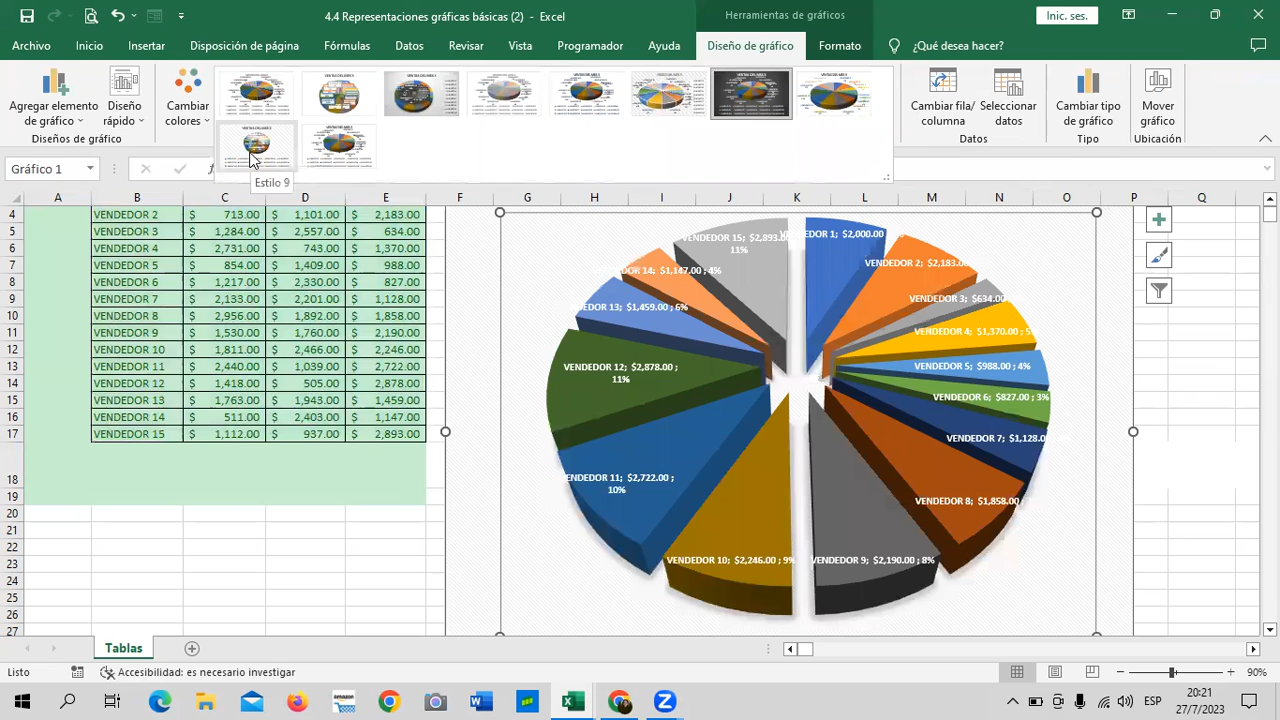 4.4 Representaciones gráficas básicas (2) - Excel
Herramientas de gráficos
Inic. ses.
Archivo Inicio Insertar Disposición de página Fórmulas Datos Revisar Vista Programador Ayuda Diseño de gráfico Formato ¿Qué desea hacer?
Agregar elemento
de gráfico
Diseño
rápido
Cambiar
colores
Cambiar fila/
columna
Seleccionar
datos
Cambiar tipo
de gráfico
Mover
gráfico
Diseños de gráfico
Tipo
Ubicación
Gráfico 1
Estilo 9
A B C D E F G H I J K L M N O P Q
4 VENDEDOR 2 $ 713.00 $ 1,101.00 $ 2,183.00
5 VENDEDOR 3 $ 1,284.00 $ 2,557.00 $ 634.00
6 VENDEDOR 4 $ 2,731.00 $ 743.00 $ 1,370.00
7 VENDEDOR 5 $ 854.00 $ 1,409.00 $ 988.00
8 VENDEDOR 6 $ 1,217.00 $ 2,330.00 $ 827.00
9 VENDEDOR 7 $ 2,133.00 $ 2,201.00 $ 1,128.00
10 VENDEDOR 8 $ 2,956.00 $ 1,892.00 $ 1,858.00
11 VENDEDOR 9 $ 1,530.00 $ 1,760.00 $ 2,190.00
12 VENDEDOR 10 $ 1,811.00 $ 2,466.00 $ 2,246.00
13 VENDEDOR 11 $ 2,440.00 $ 1,039.00 $ 2,722.00
14 VENDEDOR 12 $ 1,418.00 $ 505.00 $ 2,878.00
15 VENDEDOR 13 $ 1,763.00 $ 1,943.00 $ 1,459.00
16 VENDEDOR 14 $ 511.00 $ 2,403.00 $ 1,147.00
17 VENDEDOR 15 $ 1,112.00 $ 937.00 $ 2,893.00
18
19
20
21
22
23
24
25
26
27
VENDEDOR 1; $2,000.00
VENDEDOR 2; $2,183.00
VENDEDOR 3; $634.00
VENDEDOR 4; $1,370.00 ; 5%
VENDEDOR 5; $988.00 ; 4%
VENDEDOR 6; $827.00 ; 3%
VENDEDOR 7; $1,128.00
VENDEDOR 8; $1,858.00 ;
VENDEDOR 9; $2,190.00 ; 8%
VENDEDOR 10; $2,246.00 ; 9%
VENDEDOR 11; $2,722.00 ;
10%
VENDEDOR 12; $2,878.00 ;
11%
VENDEDOR 13; $1,459.00 ; 6%
VENDEDOR 14; $1,147.00 ; 4%
VENDEDOR 15; $2,893.00
11%
Tablas
Listo
Accesibilidad: es necesario investigar
90%
ESP
20:21
27/7/2023